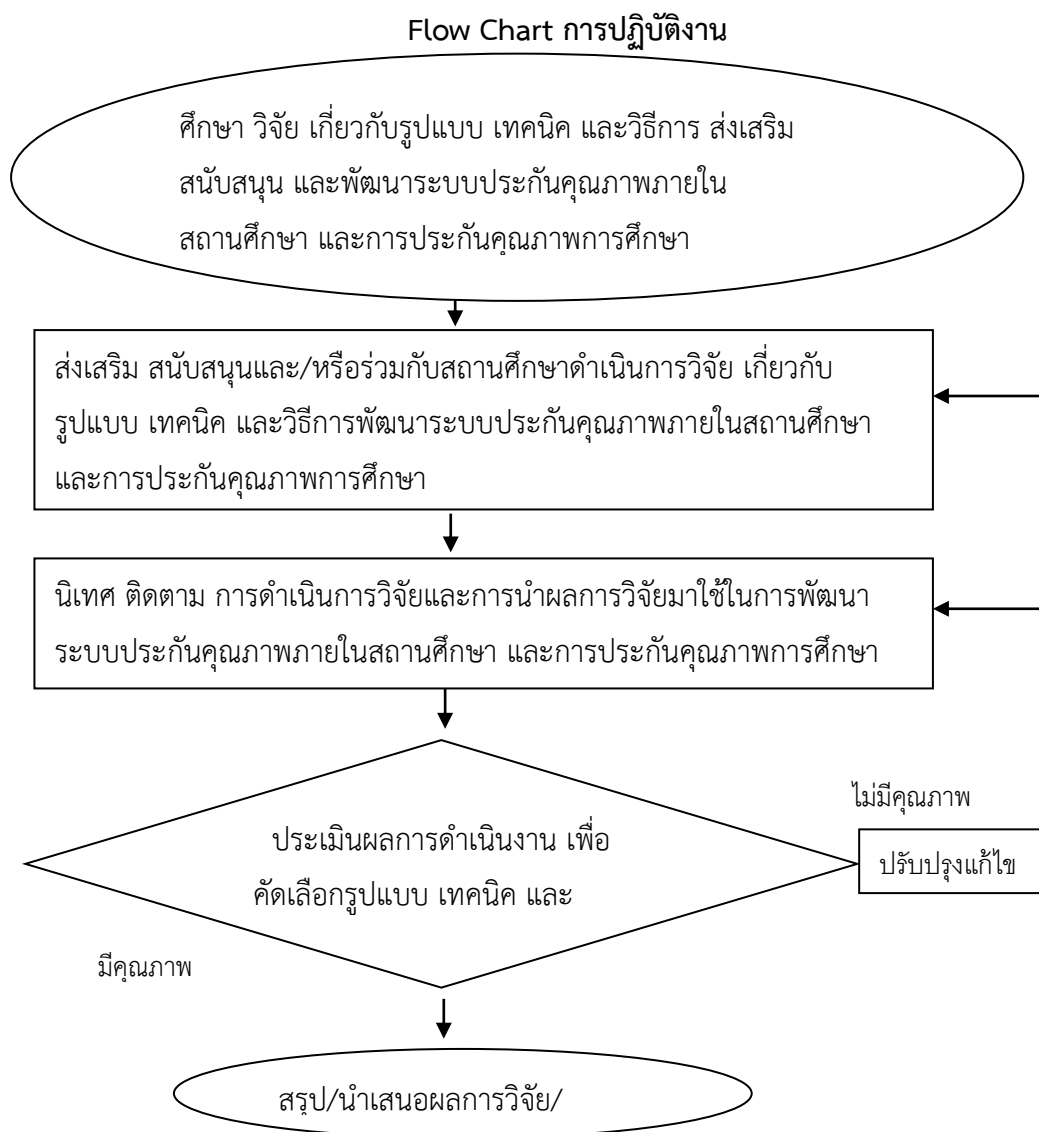 Flow Chart การปฏิบัติงาน
ศึกษา วิจัย เกี่ยวกับรูปแบบ เทคนิค และวิธีการ ส่งเสริม
สนับสนุน และพัฒนาระบบประกันคุณภาพภายใน
สถานศึกษา และการประกันคุณภาพการศึกษา
ส่งเสริม สนับสนุนและ/หรือร่วมกับสถานศึกษาดำเนินการวิจัย เกี่ยวกับ
รูปแบบ เทคนิค และวิธีการพัฒนาระบบประกันคุณภาพภายในสถานศึกษา
และการประกันคุณภาพการศึกษา
นิเทศ ติดตาม การดำเนินการวิจัยและการนำผลการวิจัยมาใช้ในการพัฒนา
ระบบประกันคุณภาพภายในสถานศึกษา และการประกันคุณภาพการศึกษา
ประเมินผลการดำเนินงาน เพื่อ
คัดเลือกรูปแบบ เทคนิค และ
ไม่มีคุณภาพ
ปรับปรุงแก้ไข
มีคุณภาพ
สรุป/นำเสนอผลการวิจัย/